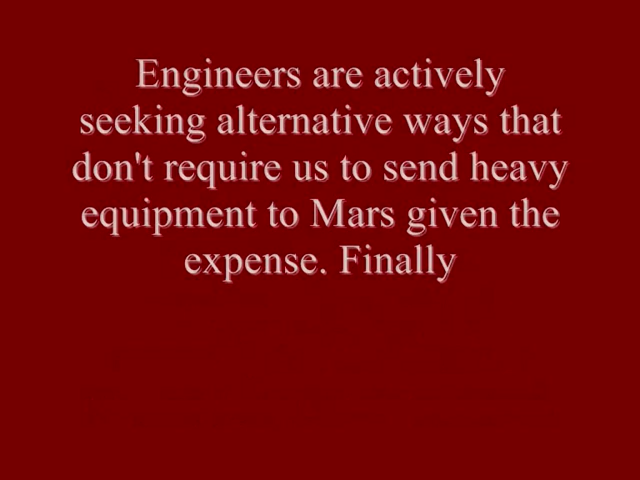 Engineers are actively
seeking alternative ways that
don't require us to send heavy
equipment to Mars given the
expense. Finally